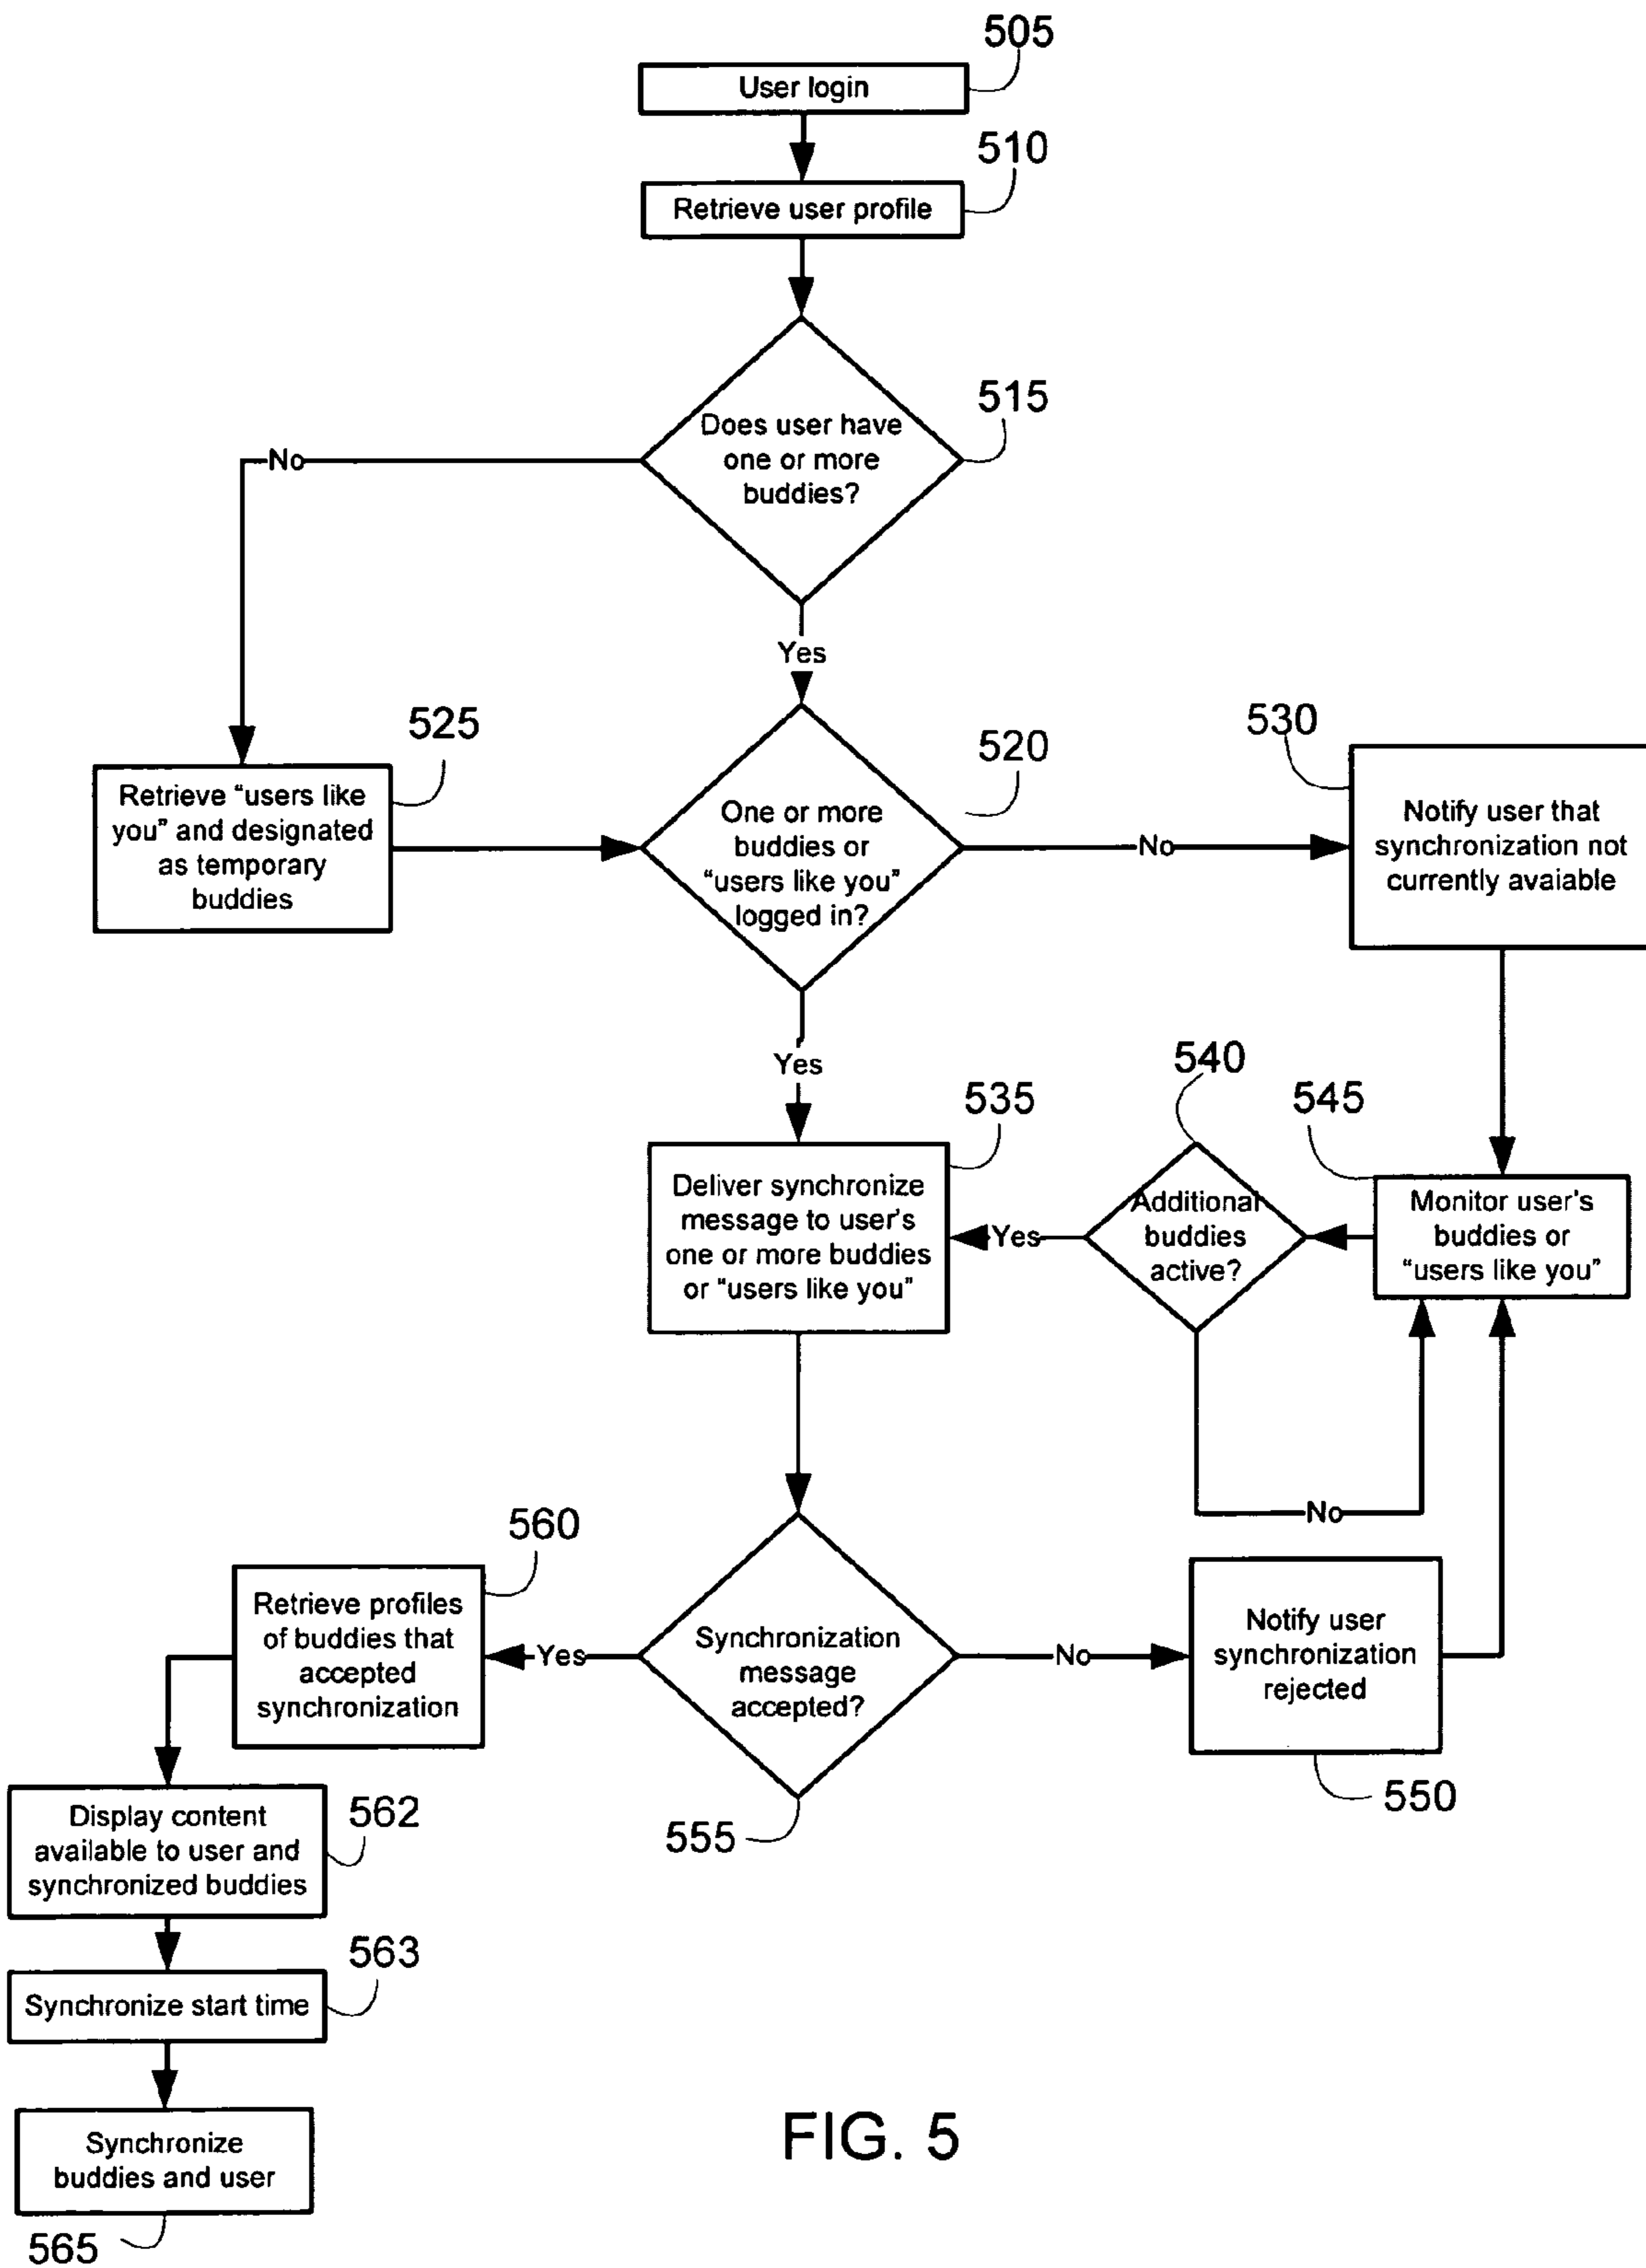 505
User login
510
Retrieve user profile
515
Does user have
one or more
buddies?
No
Yes
525
Retrieve “users like
you” and designated
as temporary
buddies
520
One or more
buddies or
“users like you”
logged in?
No
530
Notify user that
synchronization not
currently avaiable
Yes
535
Deliver synchronize
message to user's
one or more buddies
or “users like you”
540
Additional
buddies
active?
Yes
No
545
Monitor user's
buddies or
“users like you”
560
Retrieve profiles
of buddies that
accepted
synchronization
Yes
Synchronization
message
accepted?
555
No
Notify user
synchronization
rejected
550
Display content
available to user and
synchronized buddies
562
Synchronize start time
563
Synchronize
buddies and user
565
FIG. 5